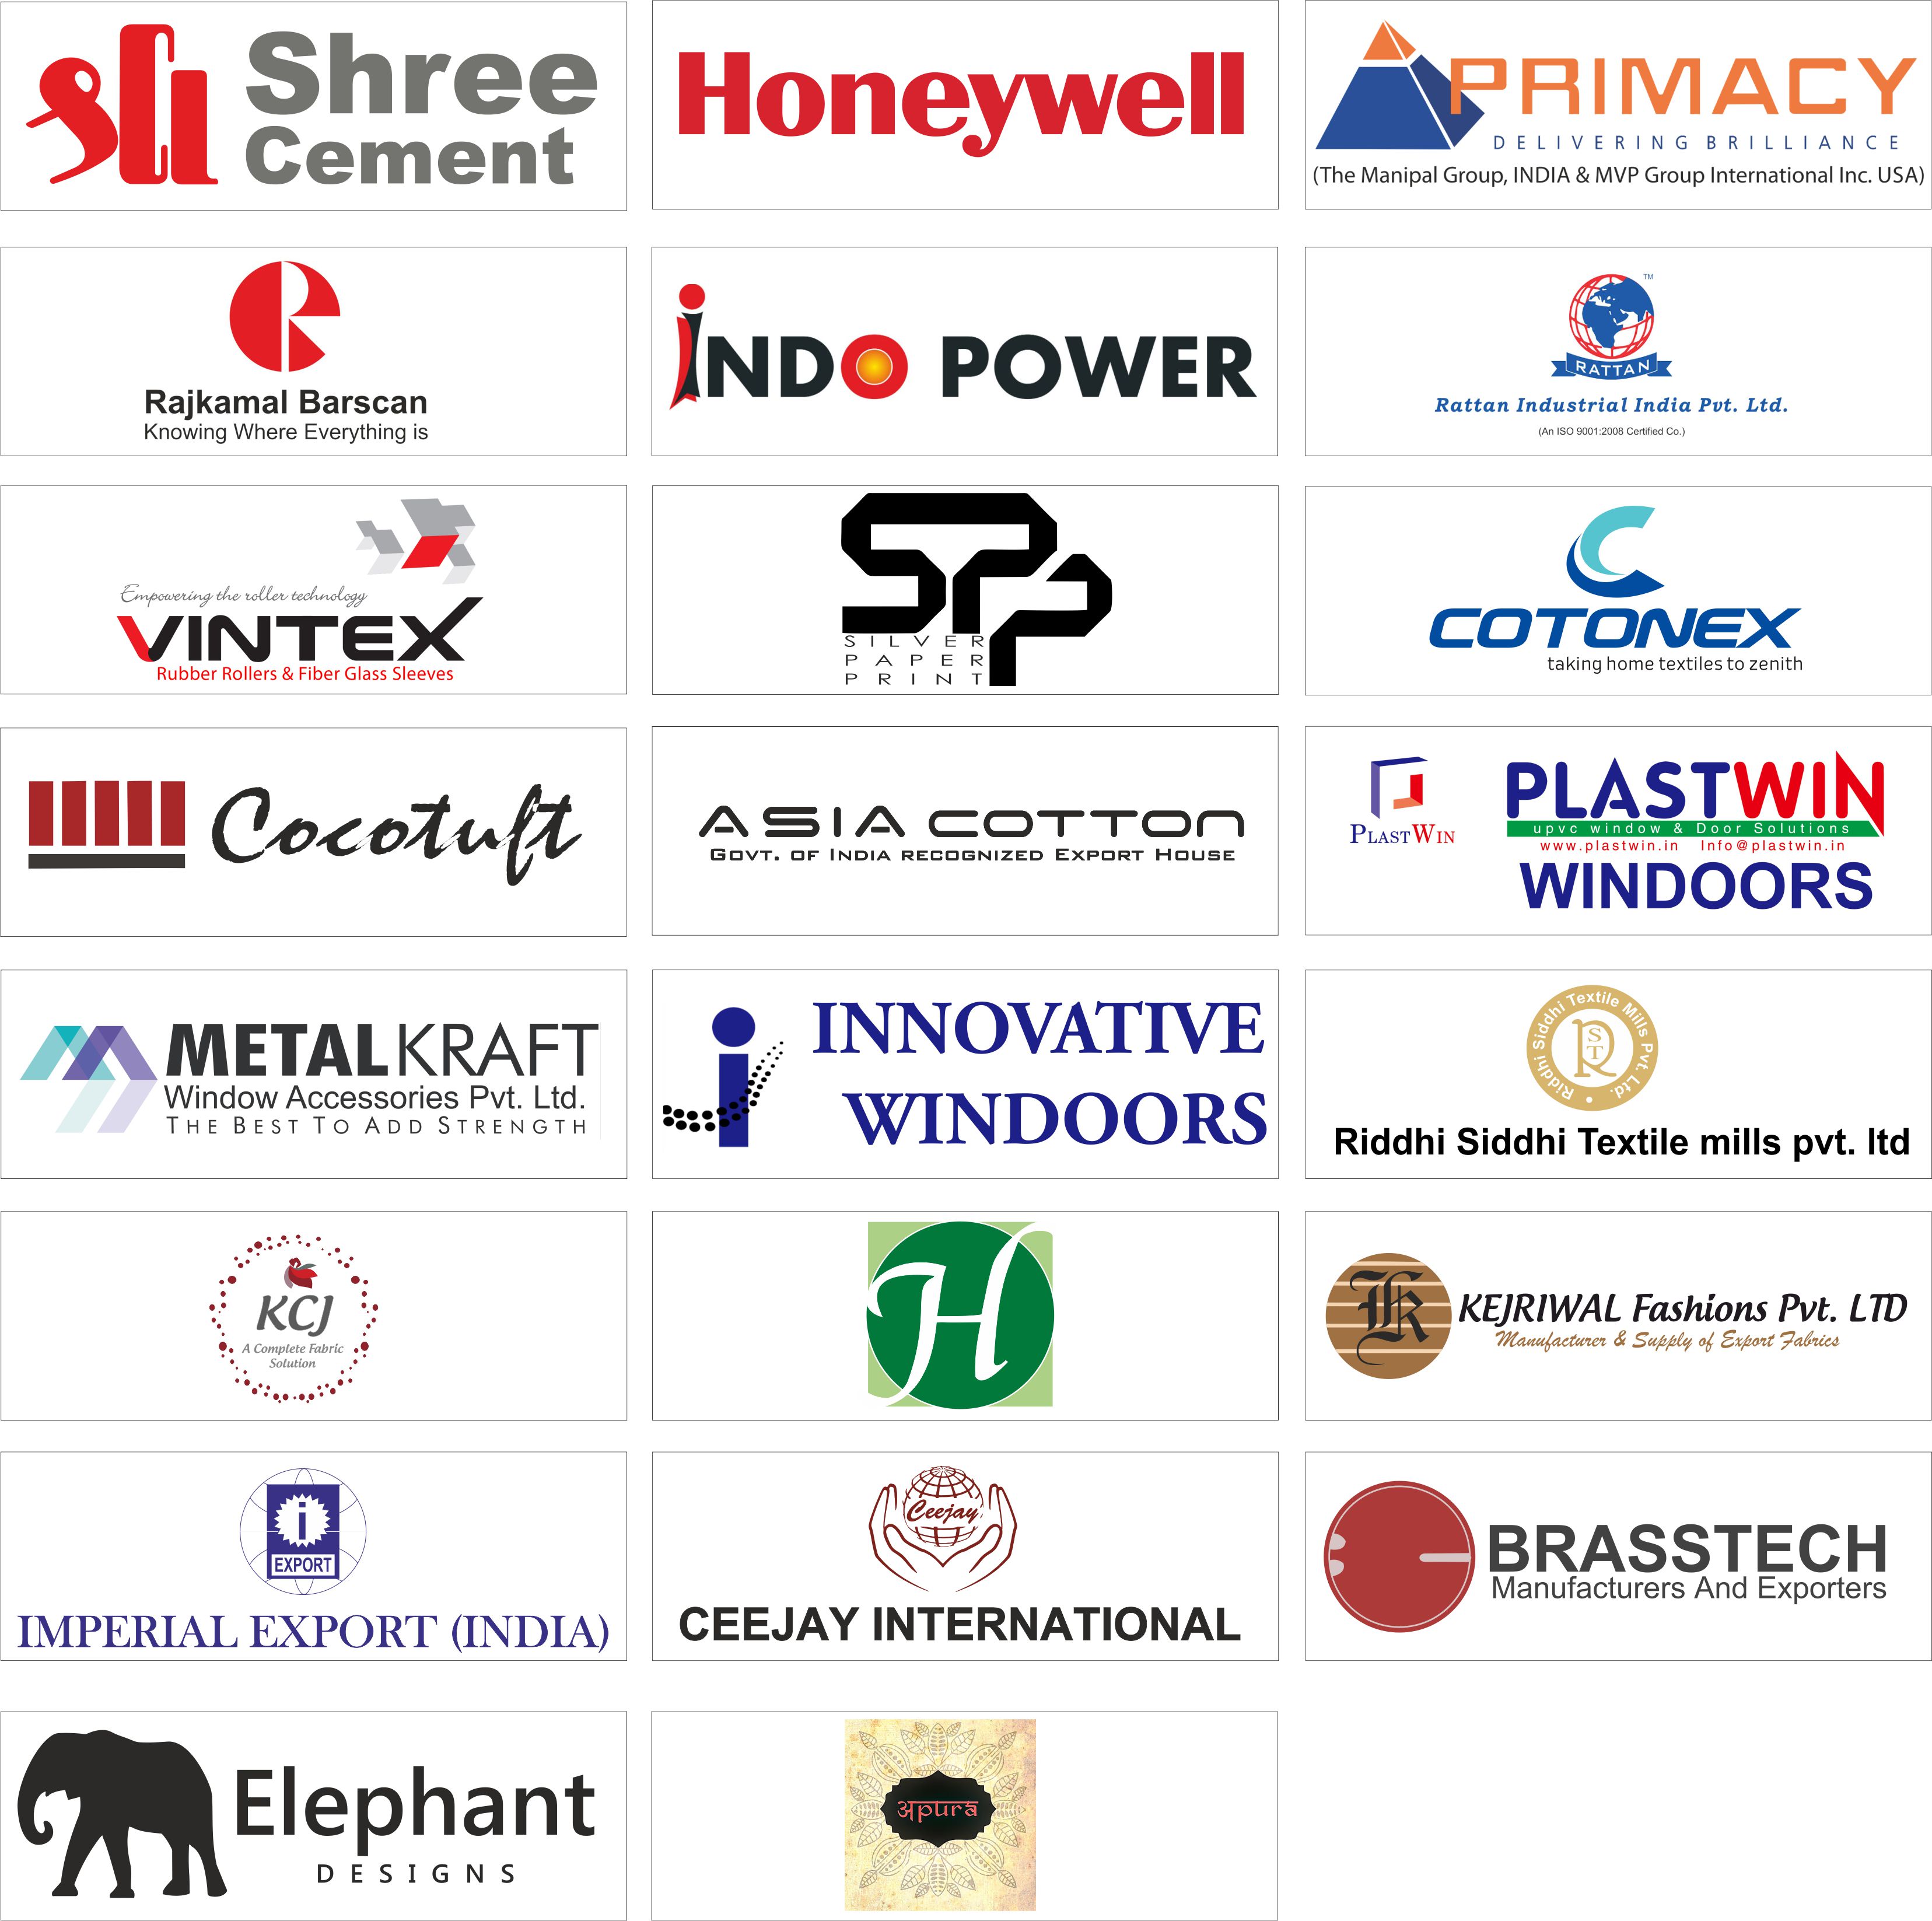 Shree
Cement
Honeywell
PRIMACY
DELIVERING BRILLIANCE
(The Manipal Group, INDIA & MVP Group International Inc. USA)
Rajkamal Barscan
Knowing Where Everything is
iNDO POWER
TM
RATTAN
Rattan Industrial India Pvt. Ltd.
(An ISO 9001:2008 Certified Co.)
Empowering the roller technology
VINTEX
Rubber Rollers & Fiber Glass Sleeves
SPP
SILVER
PAPER
PRINT
COTONEX
taking home textiles to zenith
Cocotuft
ASIA COTTON
GOVT. OF INDIA RECOGNIZED EXPORT HOUSE
PLASTWIN
PLASTWIN
upvc window & Door Solutions
www.plastwin.in Info@plastwin.in
WINDOORS
METALKRAFT
Window Accessories Pvt. Ltd.
THE BEST TO ADD STRENGTH
i INNOVATIVE
WINDOORS
Riddhi Siddhi Textile Mills Pvt. Ltd.
RST
Riddhi Siddhi Textile mills pvt. ltd
KCJ
A Complete Fabric
Solution
H
K KEJRIWAL Fashions Pvt. LTD
Manufacturer & Supply of Export Fabrics
i
EXPORT
IMPERIAL EXPORT (INDIA)
Ceejay
CEEJAY INTERNATIONAL
BRASSTECH
Manufacturers And Exporters
Elephant
DESIGNS
अpura